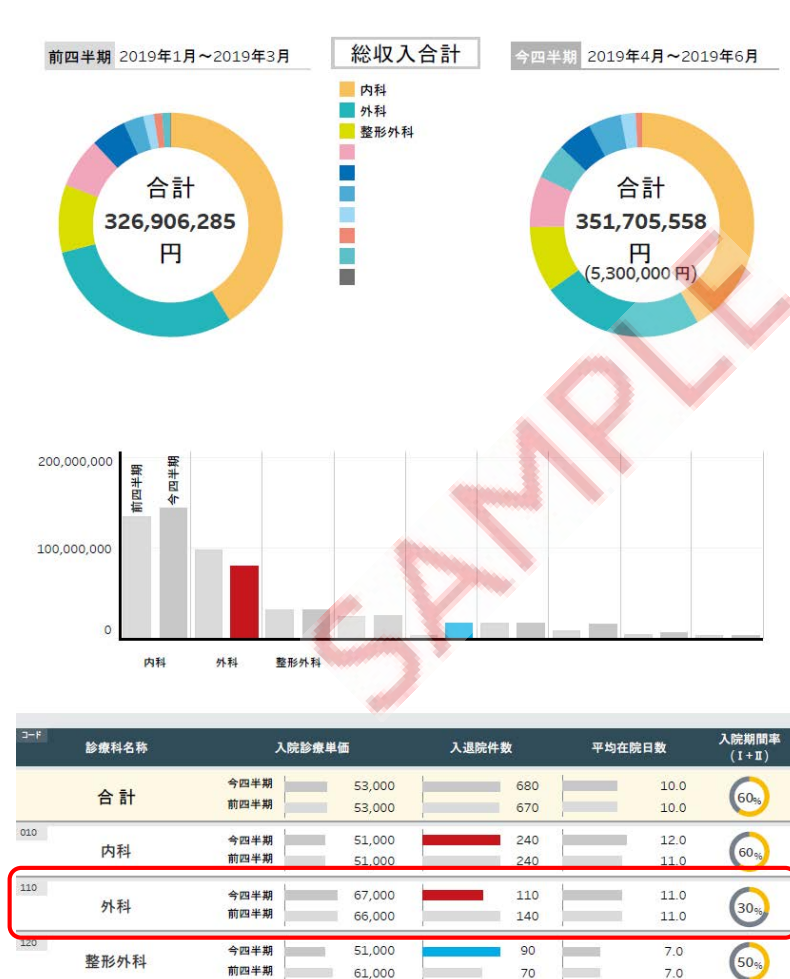 前四半期 2019年1月～2019年3月
総収入合計
今四半期 2019年4月～2019年6月
内科
外科
整形外科
合計
326,906,285
円
合計
351,705,558
円
(5,300,000 円)
SAMPLE
200,000,000
100,000,000
0
前四半期
今四半期
内科 外科 整形外科
コード 診療科名称 入院診療単価 入退院件数 平均在院日数 入院期間率
(Ⅰ+Ⅱ)
合計
今四半期 53,000 680 10.0
前四半期 53,000 670 10.0
60%
010
内科
今四半期 51,000 240 12.0
前四半期 51,000 240 11.0
60%
110
外科
今四半期 67,000 110 11.0
前四半期 66,000 140 11.0
30%
120
整形外科
今四半期 51,000 90 7.0
前四半期 61,000 70 7.0
50%